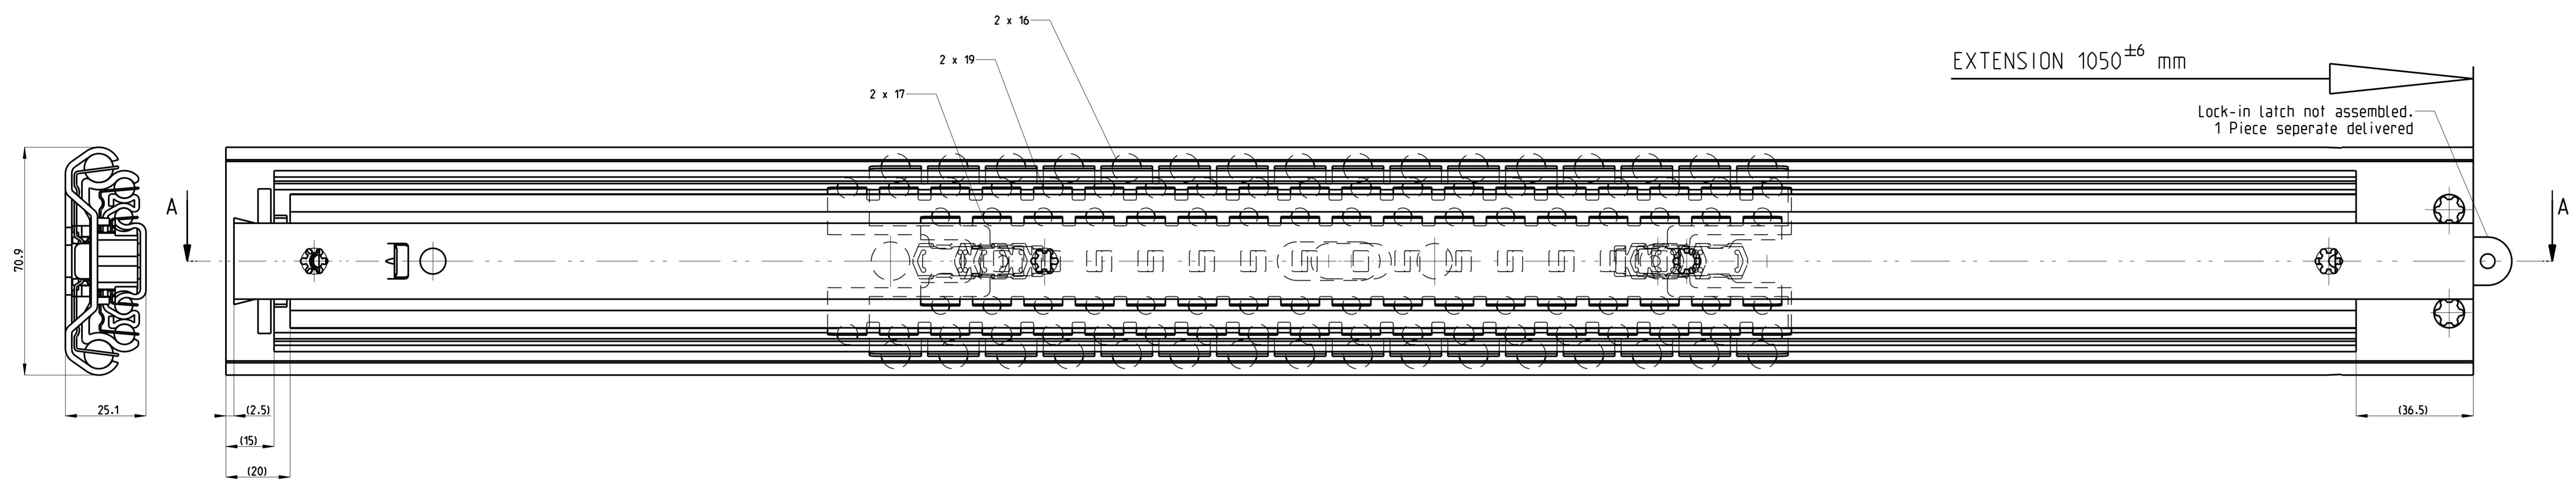 2 x 16
2 x 19
2 x 17
EXTENSION 1050±6 mm
Lock-in latch not assembled.
1 Piece seperate delivered
A
A
70.9
25.1
(2.5)
(15)
(20)
(36.5)